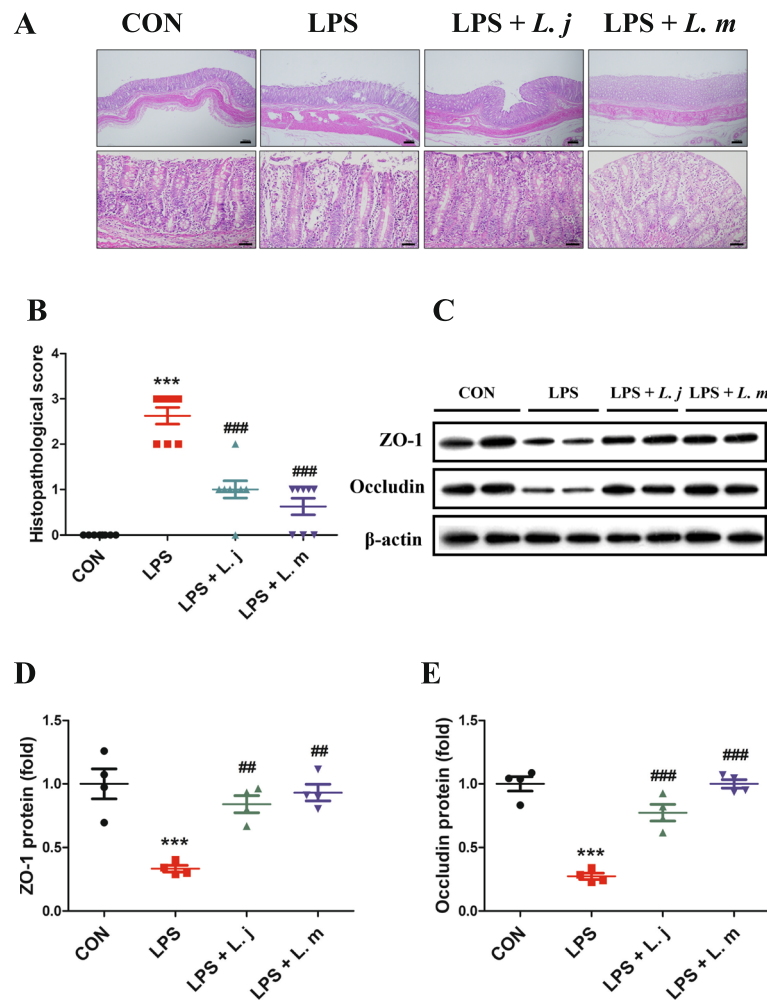 A
CON LPS LPS + L. j LPS + L. m
B
Histopathological score
4
3
2
1
0
***
###
###
CON
LPS
LPS + L. j
LPS + L. m
C
CON LPS LPS + L. j LPS + L. m
ZO-1
Occludin
β-actin
D
ZO-1 protein (fold)
1.5
1.0
0.5
0.0
***
##
##
CON
LPS
LPS + L. j
LPS + L. m
E
Occludin protein (fold)
1.5
1.0
0.5
0.0
***
###
###
CON
LPS
LPS + L. j
LPS + L. m